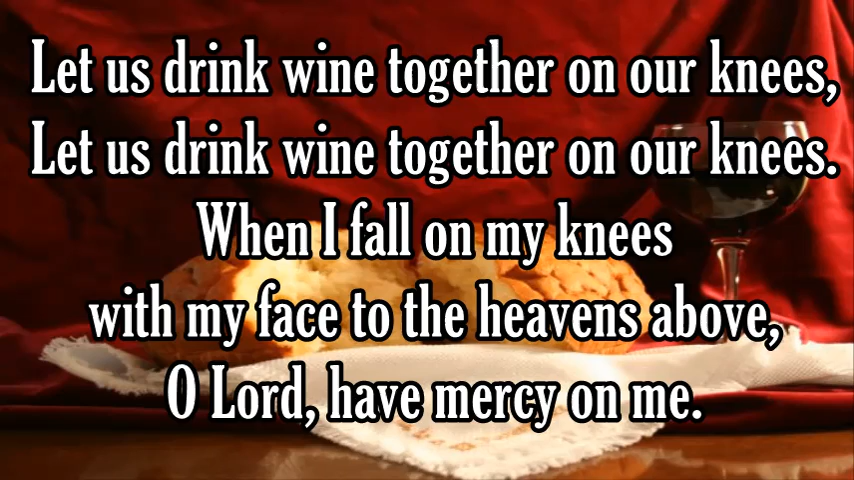 Let us drink wine together on our knees,
Let us drink wine together on our knees.
When I fall on my knees
with my face to the heavens above,
O Lord, have mercy on me.